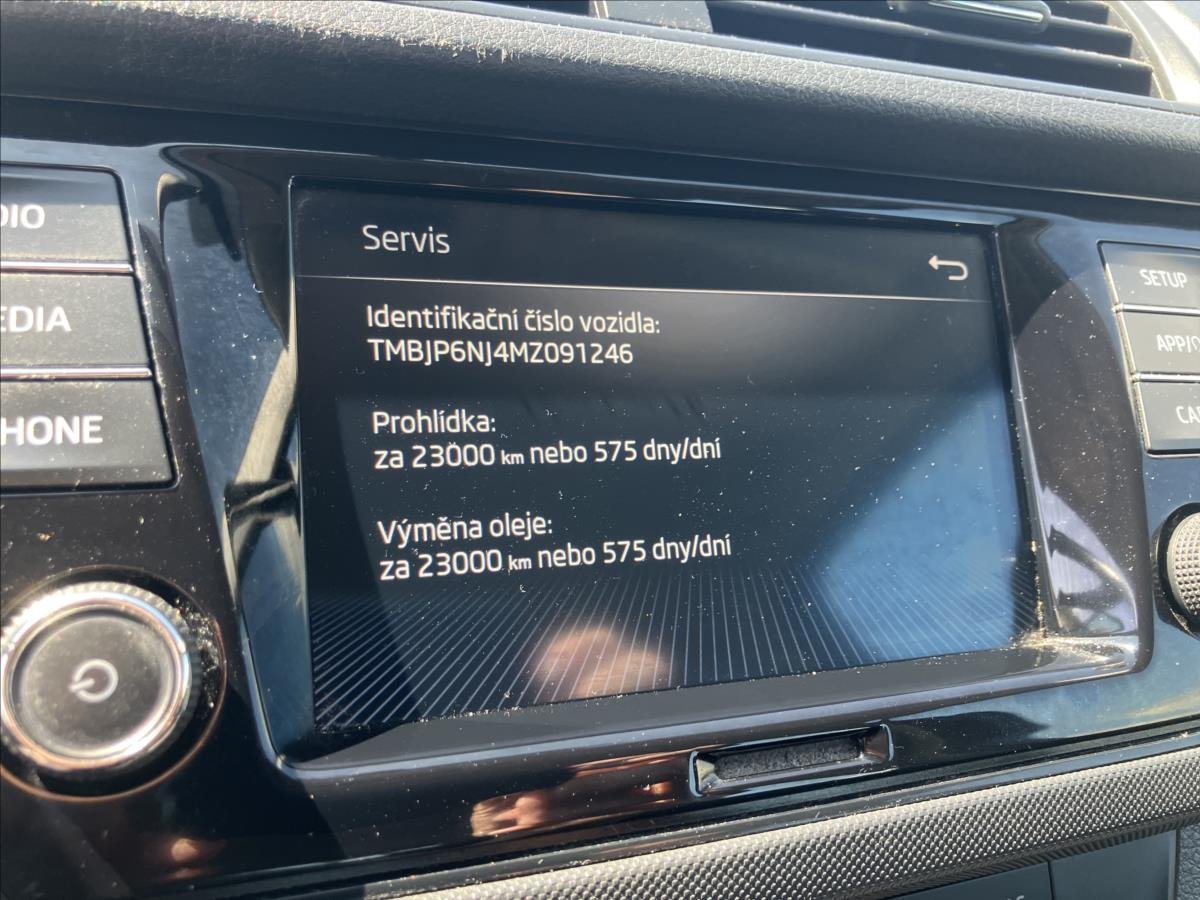 Servis
Identifikační číslo vozidla:
TMBJP6NJ4MZ091246
Prohlídka:
za 23000 km nebo 575 dny/dní
Výměna oleje:
za 23000 km nebo 575 dny/dní
DIO
EDIA
HONE
SETUP
APP/
CA